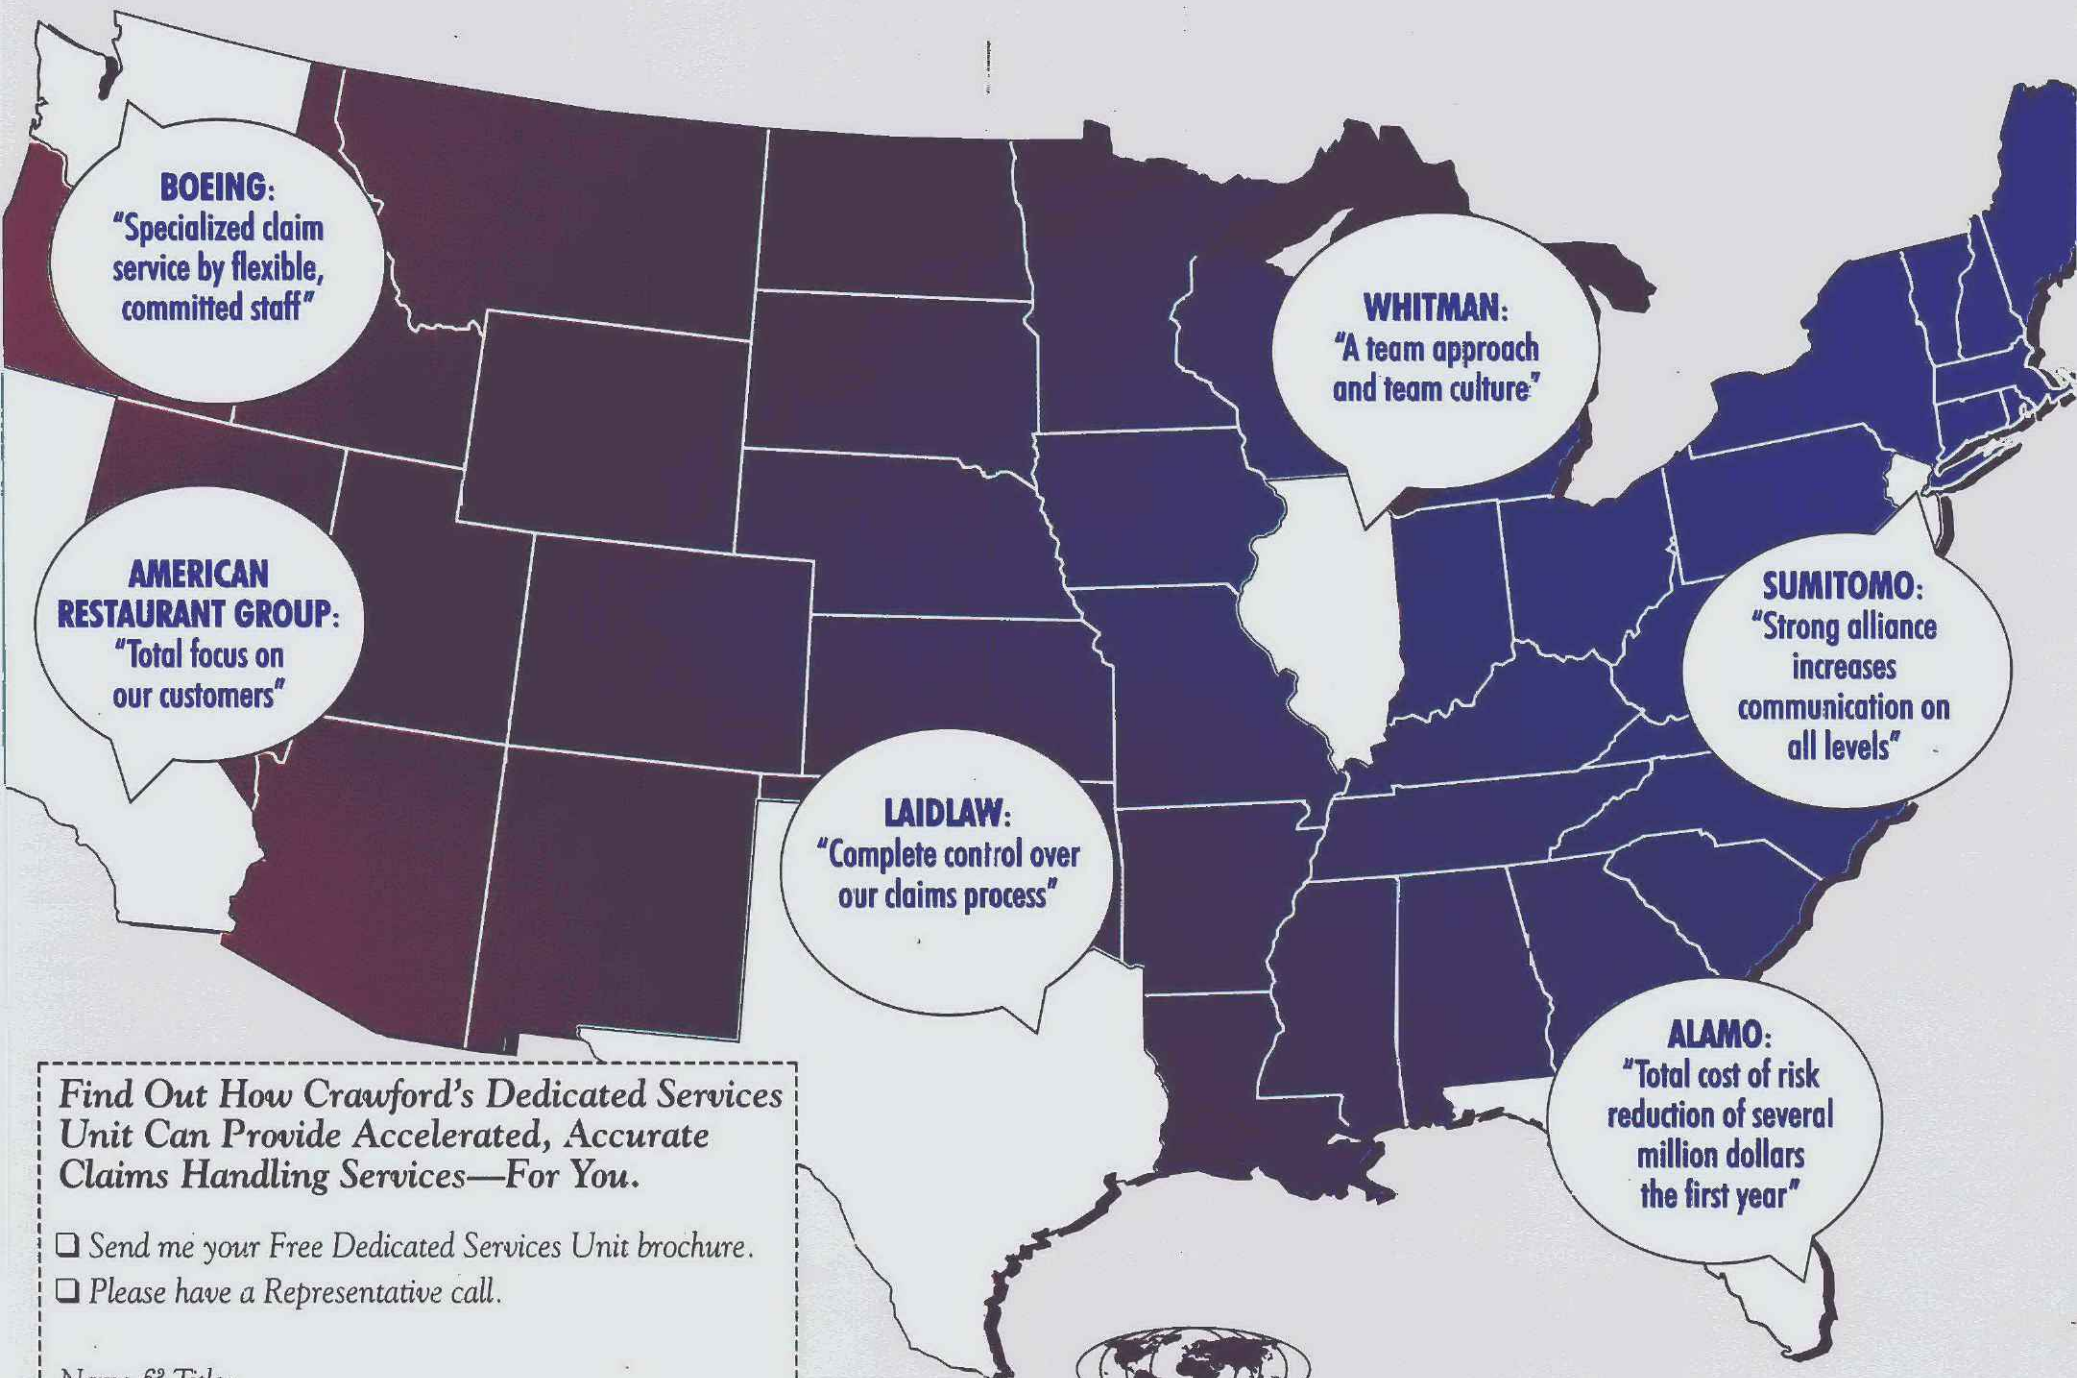 BOEING:
“Specialized claim
service by flexible,
committed staff”
WHITMAN:
“A team approach
and team culture”
AMERICAN
RESTAURANT GROUP:
“Total focus on
our customers”
SUMITOMO:
“Strong alliance
increases
communication on
all levels”
LAIDLAW:
“Complete control over
our claims process”
ALAMO:
“Total cost of risk
reduction of several
million dollars
the first year”
Find Out How Crawford’s Dedicated Services
Unit Can Provide Accelerated, Accurate
Claims Handling Services—For You.
❑ Send me your Free Dedicated Services Unit brochure.
❑ Please have a Representative call.
Name & Title